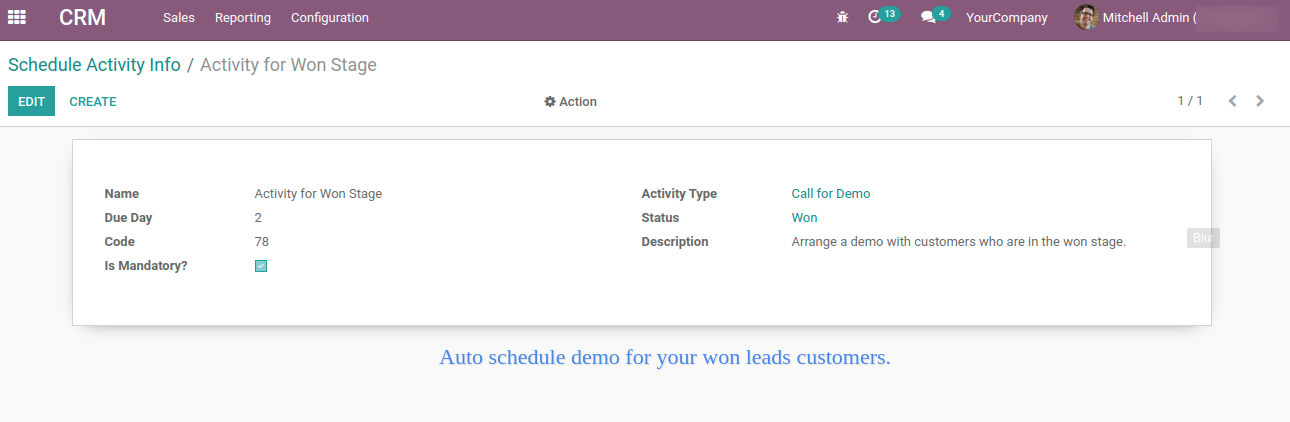 CRM Sales Reporting Configuration 13 4 YourCompany Mitchell Admin (
Schedule Activity Info / Activity for Won Stage
EDIT CREATE Action 1 / 1
Name Activity for Won Stage Activity Type Call for Demo
Due Day 2 Status Won
Code 78 Description Arrange a demo with customers who are in the won stage.
Blur
Is Mandatory?
Auto schedule demo for your won leads customers.